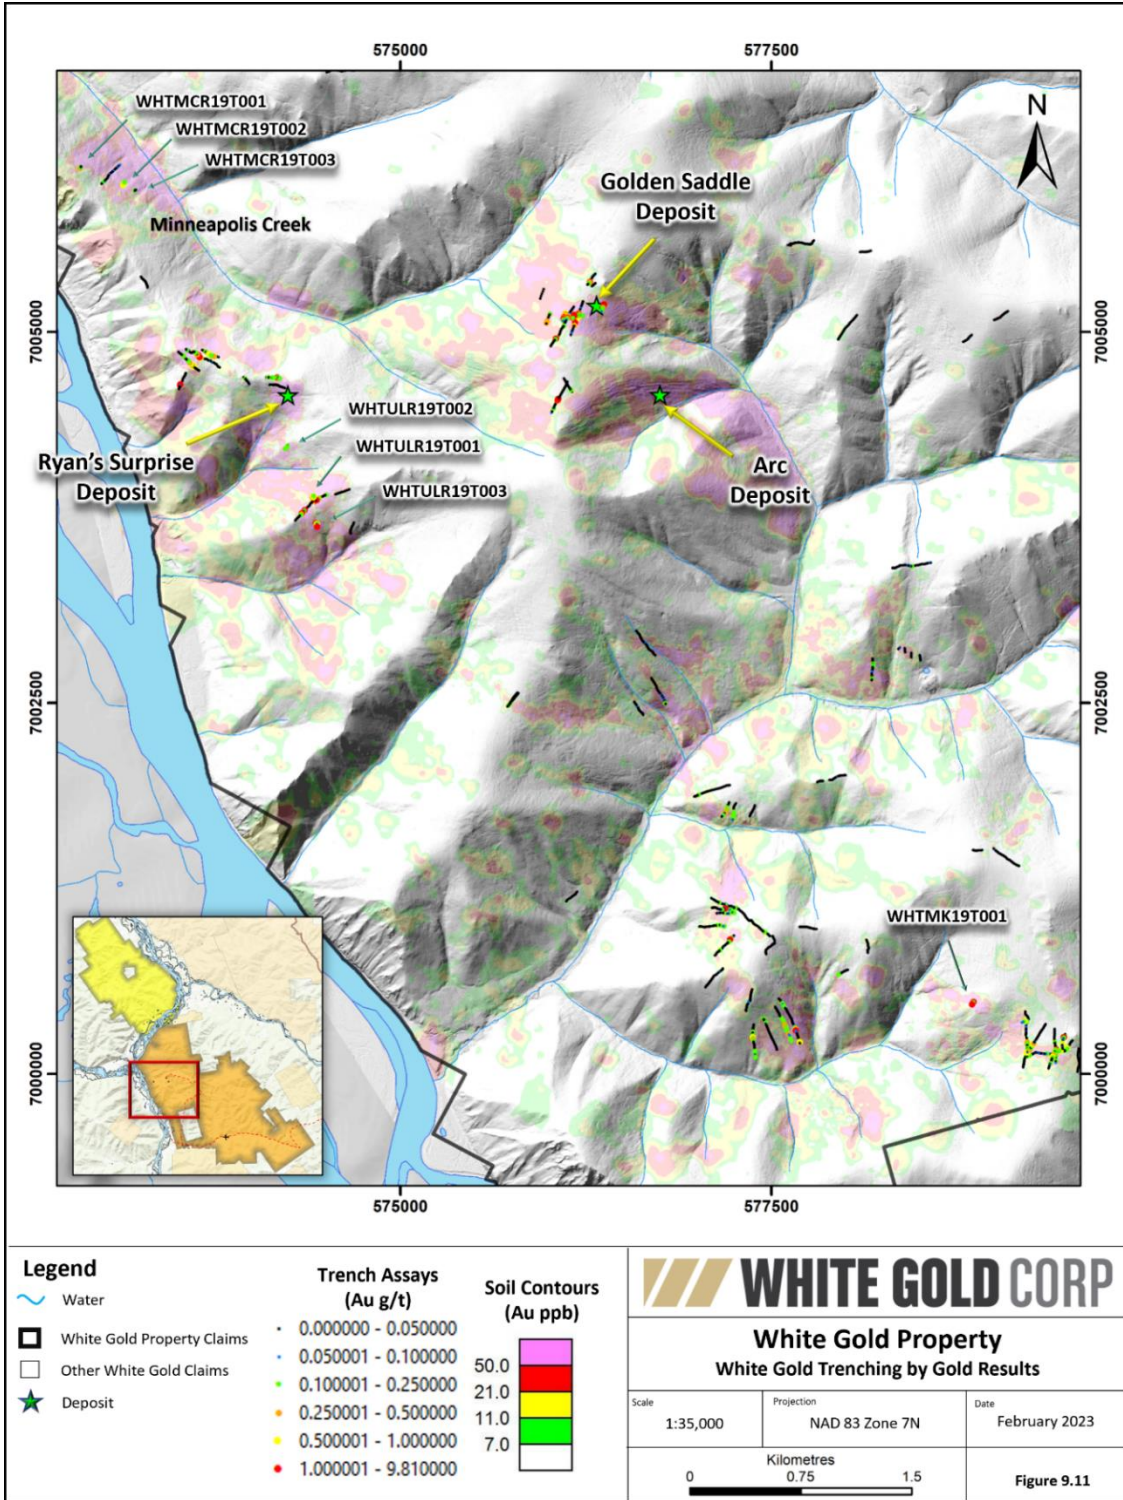 575000
577500
N
WHTMCR19T001
WHTMCR19T002
WHTMCR19T003
Golden Saddle
Deposit
Minneapolis Creek
7005000
7005000
WHTULR19T002
WHTULR19T001
Ryan's Surprise
Deposit
WHTULR19T003
Arc
Deposit
7002500
7002500
WHTMK19T001
7000000
7000000
575000
577500
Legend
Water
White Gold Property Claims
Other White Gold Claims
Deposit
Trench Assays
(Au g/t)
0.000000 - 0.050000
0.050001 - 0.100000
0.100001 - 0.250000
0.250001 - 0.500000
0.500001 - 1.000000
1.000001 - 9.810000
Soil Contours
(Au ppb)
50.0
21.0
11.0
7.0
WHITE GOLD CORP
White Gold Property
White Gold Trenching by Gold Results
Scale
1:35,000
Projection
NAD 83 Zone 7N
Date
February 2023
Kilometres
0 0.75 1.5
Figure 9.11